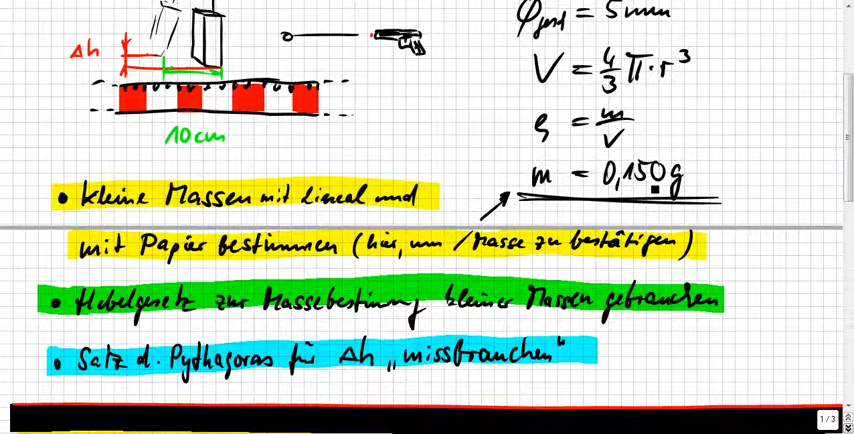 = 5mm
Δh
V = 4/3 π · r³
ρ = m/V
10cm
m = 0,150g
• kleine Massen mit Lineal und
mit Papier bestimmen (hier, um Masse zu bestätigen)
• Hebelgesetz zur Massebestimmung kleiner Massen gebrauchen
• Satz d. Pythagoras für Δh „missbrauchen"
1/3